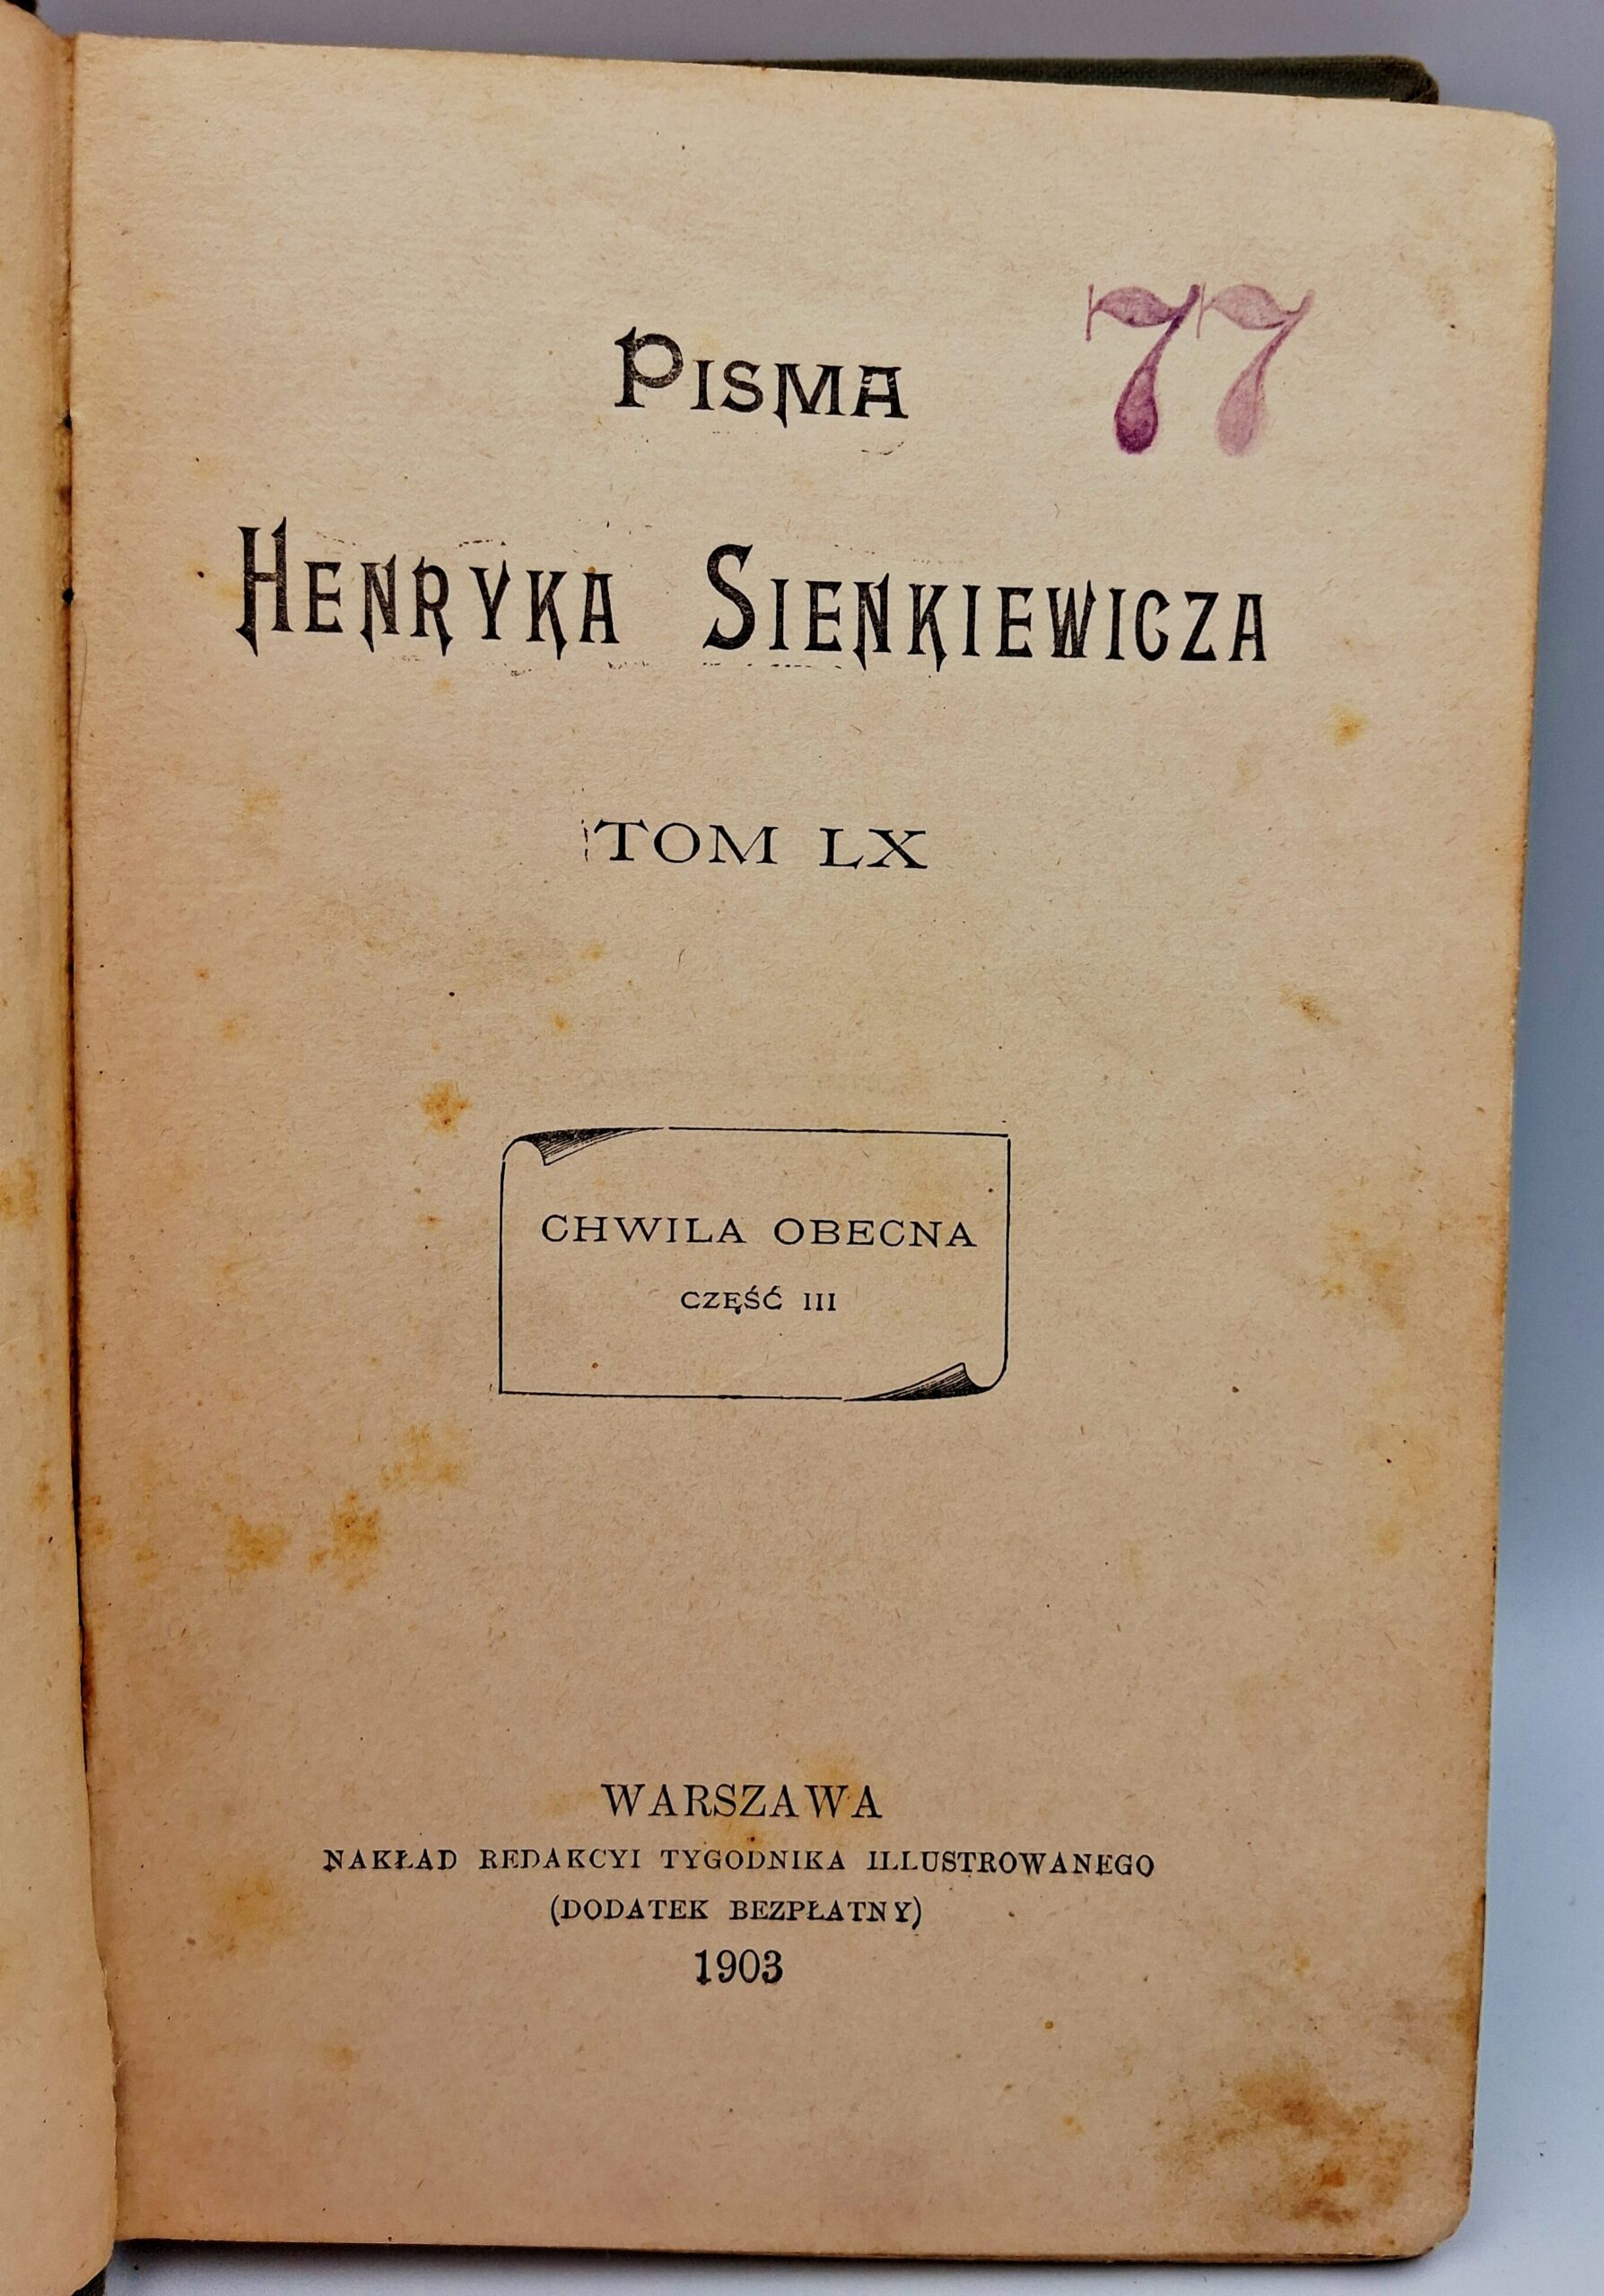 77
PISMA
HENRYKA SIENKIEWICZA
TOM LX
CHWILA OBECNA
CZĘŚĆ III
WARSZAWA
NAKŁAD REDAKCYI TYGODNIKA ILLUSTROWANEGO
(DODATEK BEZPŁATNY)
1903